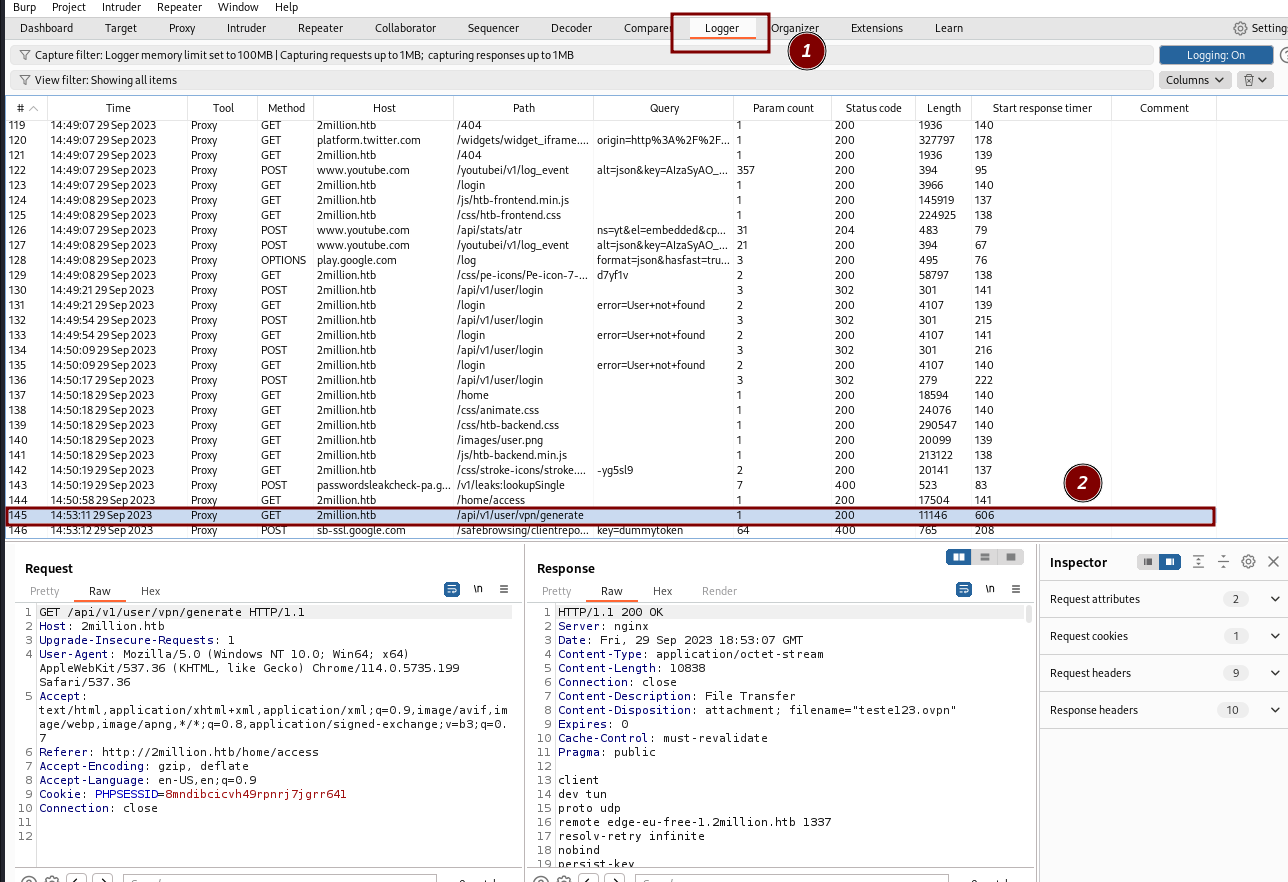 Burp Project Intruder Repeater Window Help
Dashboard Target Proxy Intruder Repeater Collaborator Sequencer Decoder Comparer Logger Organizer Extensions Learn Settings
1
Capture filter: Logger memory limit set to 100MB | Capturing requests up to 1MB; capturing responses up to 1MB Logging: On
View filter: Showing all items Columns
# Time Tool Method Host Path Query Param count Status code Length Start response timer Comment
119 14:49:07 29 Sep 2023 Proxy GET 2million.htb /404 1 200 1936 140
120 14:49:07 29 Sep 2023 Proxy GET platform.twitter.com /widgets/widget_iframe.... origin=http%3A%2F%2F... 1 200 327797 178
121 14:49:07 29 Sep 2023 Proxy GET 2million.htb /404 1 200 1936 139
122 14:49:07 29 Sep 2023 Proxy POST www.youtube.com /youtubei/v1/log_event alt=json&key=AIzaSyAO_... 357 200 394 95
123 14:49:07 29 Sep 2023 Proxy GET 2million.htb /login 1 200 3966 140
124 14:49:08 29 Sep 2023 Proxy GET 2million.htb /js/htb-frontend.min.js 1 200 145919 137
125 14:49:08 29 Sep 2023 Proxy GET 2million.htb /css/htb-frontend.css 1 200 224925 138
126 14:49:08 29 Sep 2023 Proxy POST www.youtube.com /api/stats/atr ns=yt&el=embedded&cp... 31 204 483 79
127 14:49:08 29 Sep 2023 Proxy POST www.youtube.com /youtubei/v1/log_event alt=json&key=AIzaSyAO_... 21 200 394 67
128 14:49:08 29 Sep 2023 Proxy OPTIONS play.google.com /log format=json&hasfast=tru... 3 200 495 76
129 14:49:08 29 Sep 2023 Proxy GET 2million.htb /css/pe-icons/Pe-icon-7-... d7yf1v 2 200 58797 138
130 14:49:21 29 Sep 2023 Proxy POST 2million.htb /api/v1/user/login 3 302 301 141
131 14:49:21 29 Sep 2023 Proxy GET 2million.htb /login error=User+not+found 2 200 4107 139
132 14:49:54 29 Sep 2023 Proxy POST 2million.htb /api/v1/user/login 3 302 301 215
133 14:49:54 29 Sep 2023 Proxy GET 2million.htb /login error=User+not+found 2 200 4107 141
134 14:50:09 29 Sep 2023 Proxy POST 2million.htb /api/v1/user/login 3 302 301 216
135 14:50:09 29 Sep 2023 Proxy GET 2million.htb /login error=User+not+found 2 200 4107 140
136 14:50:17 29 Sep 2023 Proxy POST 2million.htb /api/v1/user/login 3 302 279 222
137 14:50:18 29 Sep 2023 Proxy GET 2million.htb /home 1 200 18594 140
138 14:50:18 29 Sep 2023 Proxy GET 2million.htb /css/animate.css 1 200 24076 140
139 14:50:18 29 Sep 2023 Proxy GET 2million.htb /css/htb-backend.css 1 200 290547 140
140 14:50:18 29 Sep 2023 Proxy GET 2million.htb /images/user.png 1 200 20099 139
141 14:50:18 29 Sep 2023 Proxy GET 2million.htb /js/htb-backend.min.js 1 200 213122 138
142 14:50:19 29 Sep 2023 Proxy GET 2million.htb /css/stroke-icons/stroke.... -yg5sl9 2 200 20141 137
143 14:50:19 29 Sep 2023 Proxy POST passwordsleakcheck-pa.g... /v1/leaks:lookupSingle 7 400 523 83
144 14:50:58 29 Sep 2023 Proxy GET 2million.htb /home/access 1 200 17504 141
2
145 14:53:11 29 Sep 2023 Proxy GET 2million.htb /api/v1/user/vpn/generate 1 200 11146 606
146 14:53:12 29 Sep 2023 Proxy POST sb-ssl.google.com /safebrowsing/clientrepo... key=dummytoken 64 400 765 208
Request
Pretty Raw Hex \n
1 GET /api/v1/user/vpn/generate HTTP/1.1
2 Host: 2million.htb
3 Upgrade-Insecure-Requests: 1
4 User-Agent: Mozilla/5.0 (Windows NT 10.0; Win64; x64)
AppleWebKit/537.36 (KHTML, like Gecko) Chrome/114.0.5735.199
Safari/537.36
5 Accept:
text/html,application/xhtml+xml,application/xml;q=0.9,image/avif,im
age/webp,image/apng,*/*;q=0.8,application/signed-exchange;v=b3;q=0.
7
6 Referer: http://2million.htb/home/access
7 Accept-Encoding: gzip, deflate
8 Accept-Language: en-US,en;q=0.9
9 Cookie: PHPSESSID=8mndibcicvh49rpnrj7jgrr641
10 Connection: close
11
12
Response
Pretty Raw Hex Render \n
1 HTTP/1.1 200 OK
2 Server: nginx
3 Date: Fri, 29 Sep 2023 18:53:07 GMT
4 Content-Type: application/octet-stream
5 Content-Length: 10838
6 Connection: close
7 Content-Description: File Transfer
8 Content-Disposition: attachment; filename="teste123.ovpn"
9 Expires: 0
10 Cache-Control: must-revalidate
11 Pragma: public
12
13 client
14 dev tun
15 proto udp
16 remote edge-eu-free-1.2million.htb 1337
17 resolv-retry infinite
18 nobind
19 persist-key
Inspector
Request attributes 2
Request cookies 1
Request headers 9
Response headers 10